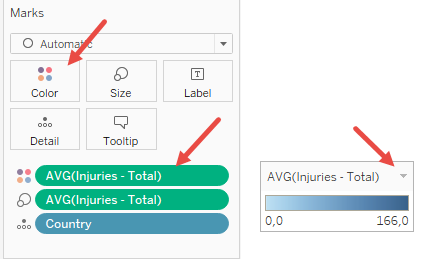 Marks
Automatic
Color Size Label
Detail Tooltip
AVG(Injuries - Total)
AVG(Injuries - Total)
Country
AVG(Injuries - Total)
0,0 166,0